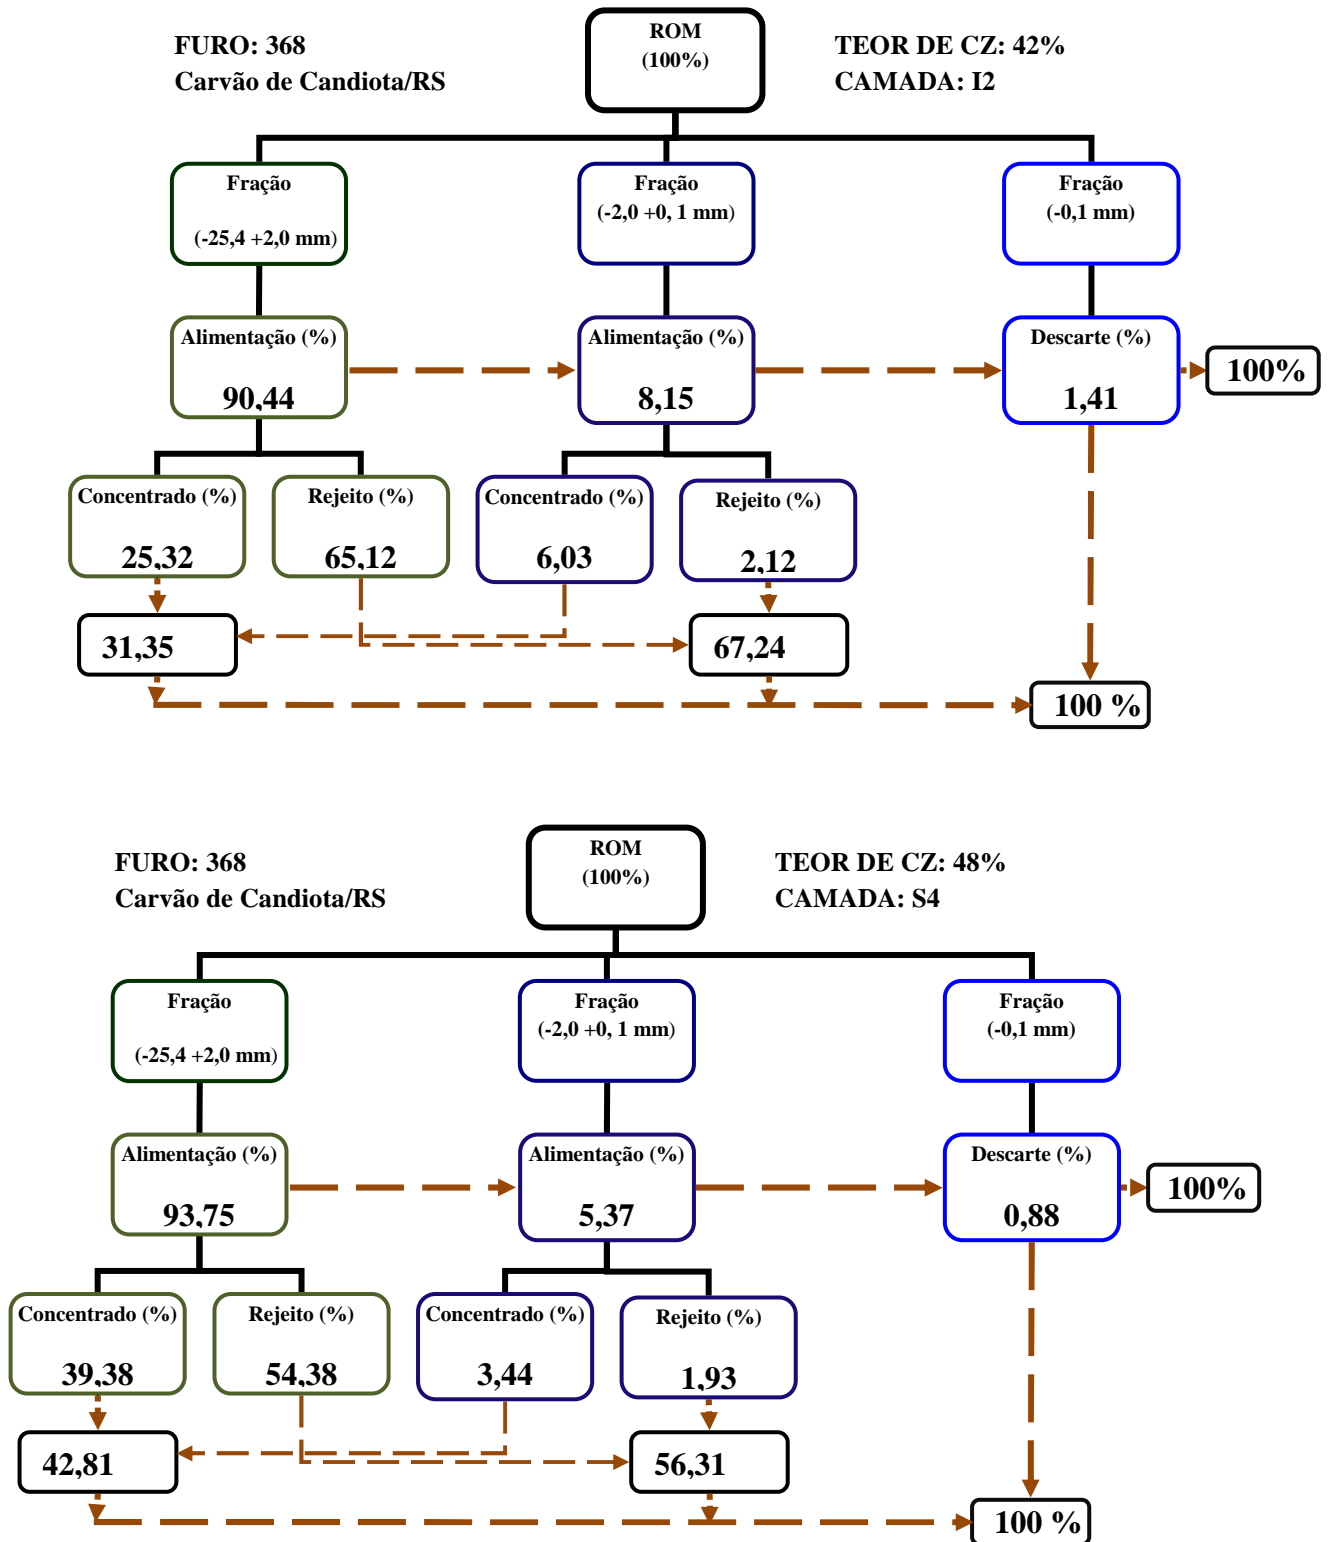 FURO: 368
Carvão de Candiota/RS
ROM
(100%)
TEOR DE CZ: 42%
CAMADA: I2
Fração
(-25,4 +2,0 mm)
Fração
(-2,0 +0, 1 mm)
Fração
(-0,1 mm)
Alimentação (%)
90,44
Alimentação (%)
8,15
Descarte (%)
1,41
100%
Concentrado (%)
25,32
Rejeito (%)
65,12
Concentrado (%)
6,03
Rejeito (%)
2,12
31,35
67,24
100 %
FURO: 368
Carvão de Candiota/RS
ROM
(100%)
TEOR DE CZ: 48%
CAMADA: S4
Fração
(-25,4 +2,0 mm)
Fração
(-2,0 +0, 1 mm)
Fração
(-0,1 mm)
Alimentação (%)
93,75
Alimentação (%)
5,37
Descarte (%)
0,88
100%
Concentrado (%)
39,38
Rejeito (%)
54,38
Concentrado (%)
3,44
Rejeito (%)
1,93
42,81
56,31
100 %